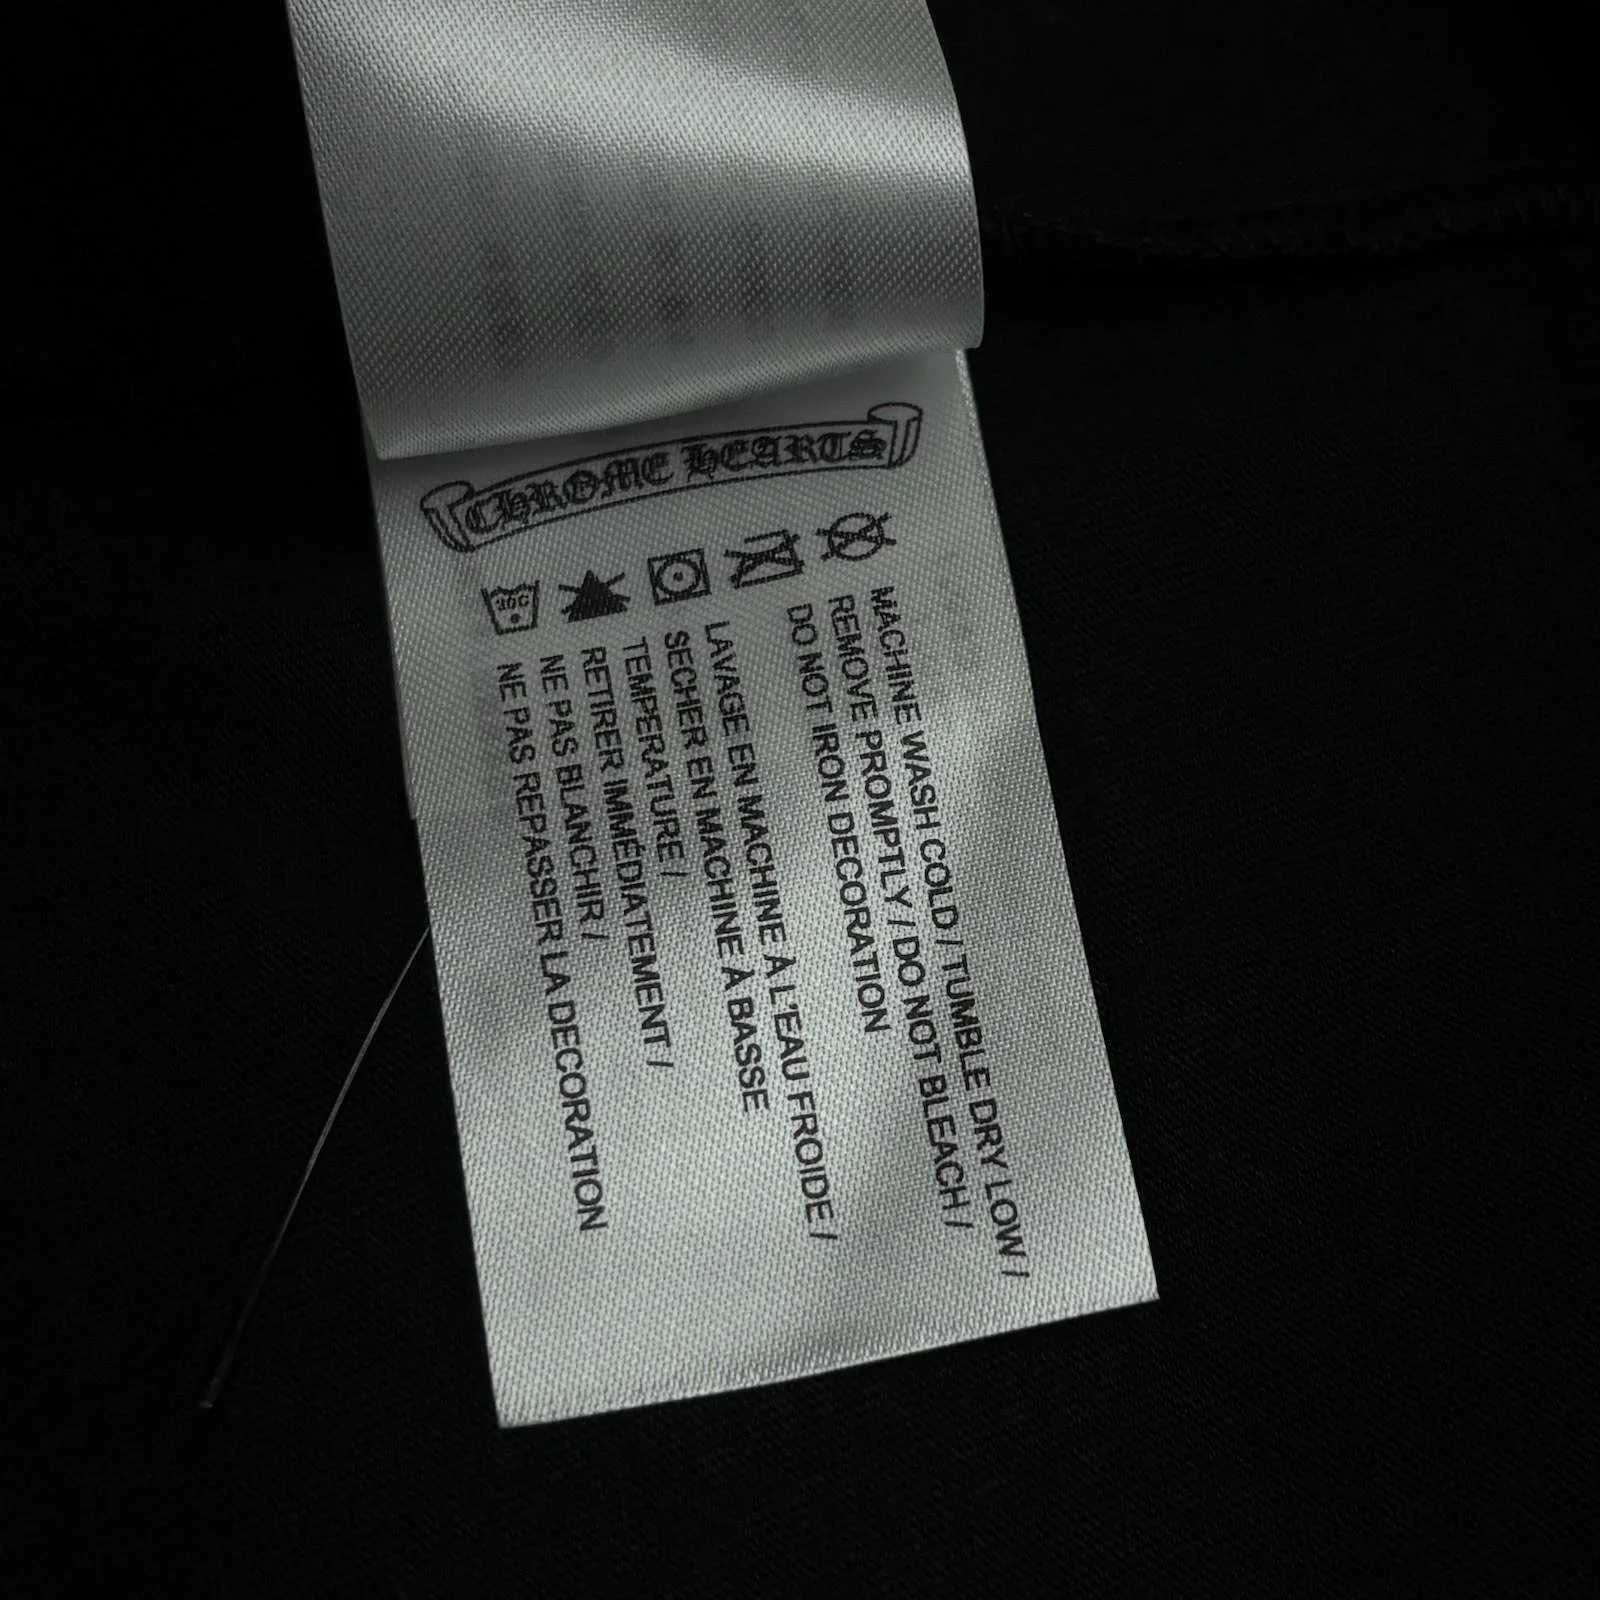 CHROME HEARTS
30C
MACHINE WASH COLD / TUMBLE DRY LOW /
REMOVE PROMPTLY / DO NOT BLEACH /
DO NOT IRON DECORATION
LAVAGE EN MACHINE À L'EAU FROIDE /
SECHER EN MACHINE À BASSE
TEMPERATURE /
RETIRER IMMÉDIATEMENT /
NE PAS BLANCHIR /
NE PAS REPASSER LA DECORATION